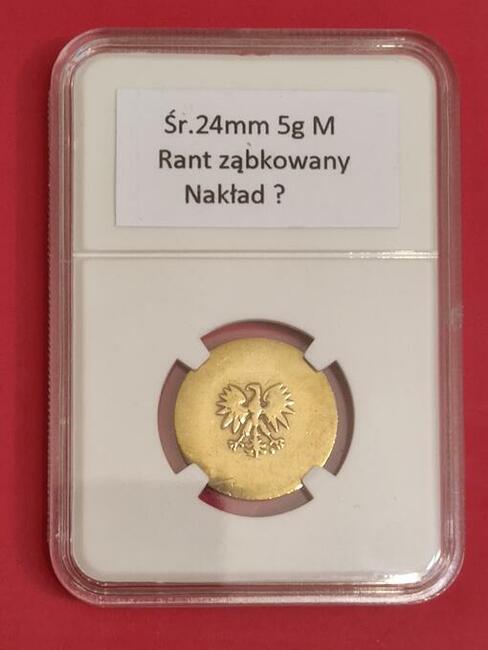 Śr.24mm 5g M
Rant ząbkowany
Nakład ?